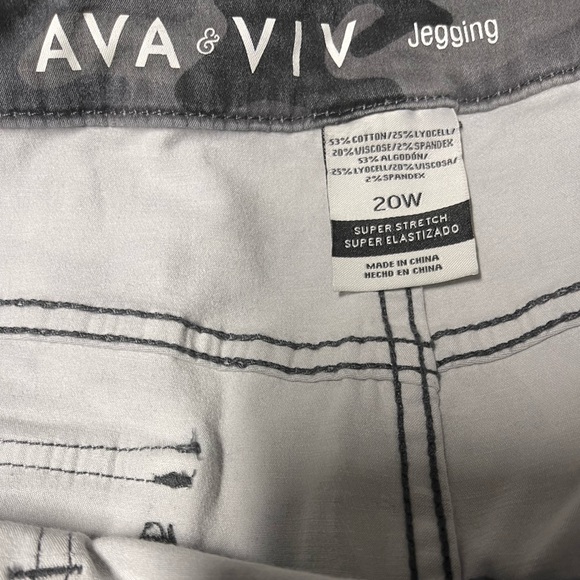 AVA & VIV Jegging
53% COTTON/25% LYOCELL/
20% VISCOSE/2% SPANDEX
53% ALGODÓN/
25% LYOCELL/20% VISCOSA/
2% SPANDEX
20W
SUPER STRETCH
SUPER ELASTIZADO
MADE IN CHINA
HECHO EN CHINA